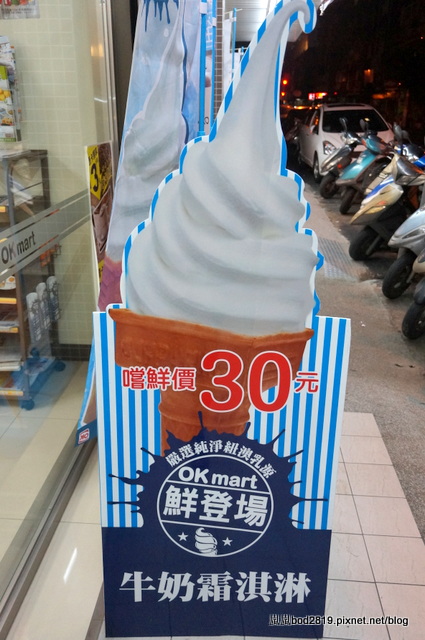 OK mart
嚐鮮價30元
嚴選純淨紐澳乳源
OK mart
鮮登場
牛奶霜淇淋
bod2819.pixnet.net/blog